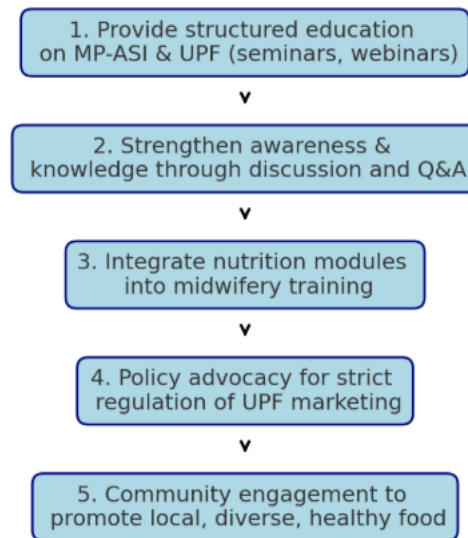 1. Provide structured education
on MP-ASI & UPF (seminars, webinars)
2. Strengthen awareness &
knowledge through discussion and Q&A
3. Integrate nutrition modules
into midwifery training
4. Policy advocacy for strict
regulation of UPF marketing
5. Community engagement to
promote local, diverse, healthy food